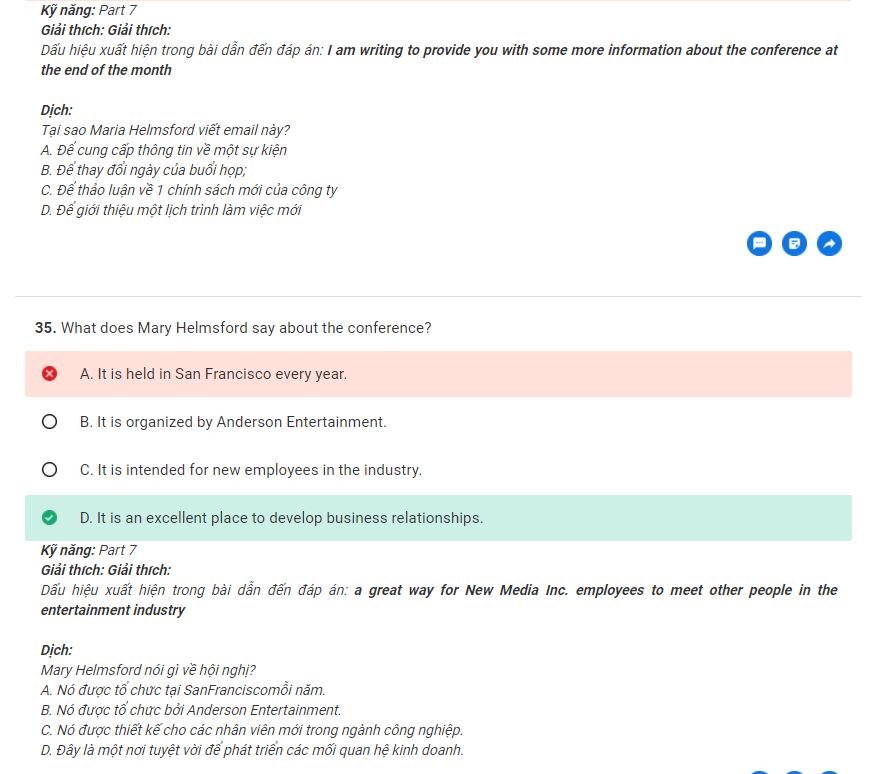 Kỹ năng: Part 7
Giải thích: Giải thích:
Dấu hiệu xuất hiện trong bài dẫn đến đáp án: I am writing to provide you with some more information about the conference at
the end of the month
Dịch:
Tại sao Maria Helmsford viết email này?
A. Để cung cấp thông tin về một sự kiện
B. Để thay đổi ngày của buổi họp;
C. Để thảo luận về 1 chính sách mới của công ty
D. Để giới thiệu một lịch trình làm việc mới
35. What does Mary Helmsford say about the conference?
A. It is held in San Francisco every year.
B. It is organized by Anderson Entertainment.
C. It is intended for new employees in the industry.
D. It is an excellent place to develop business relationships.
Kỹ năng: Part 7
Giải thích: Giải thích:
Dấu hiệu xuất hiện trong bài dẫn đến đáp án: a great way for New Media Inc. employees to meet other people in the
entertainment industry
Dịch:
Mary Helmsford nói gì về hội nghị?
A. Nó được tổ chức tại SanFranciscomỗi năm.
B. Nó được tổ chức bởi Anderson Entertainment.
C. Nó được thiết kế cho các nhân viên mới trong ngành công nghiệp.
D. Đây là một nơi tuyệt vời để phát triển các mối quan hệ kinh doanh.